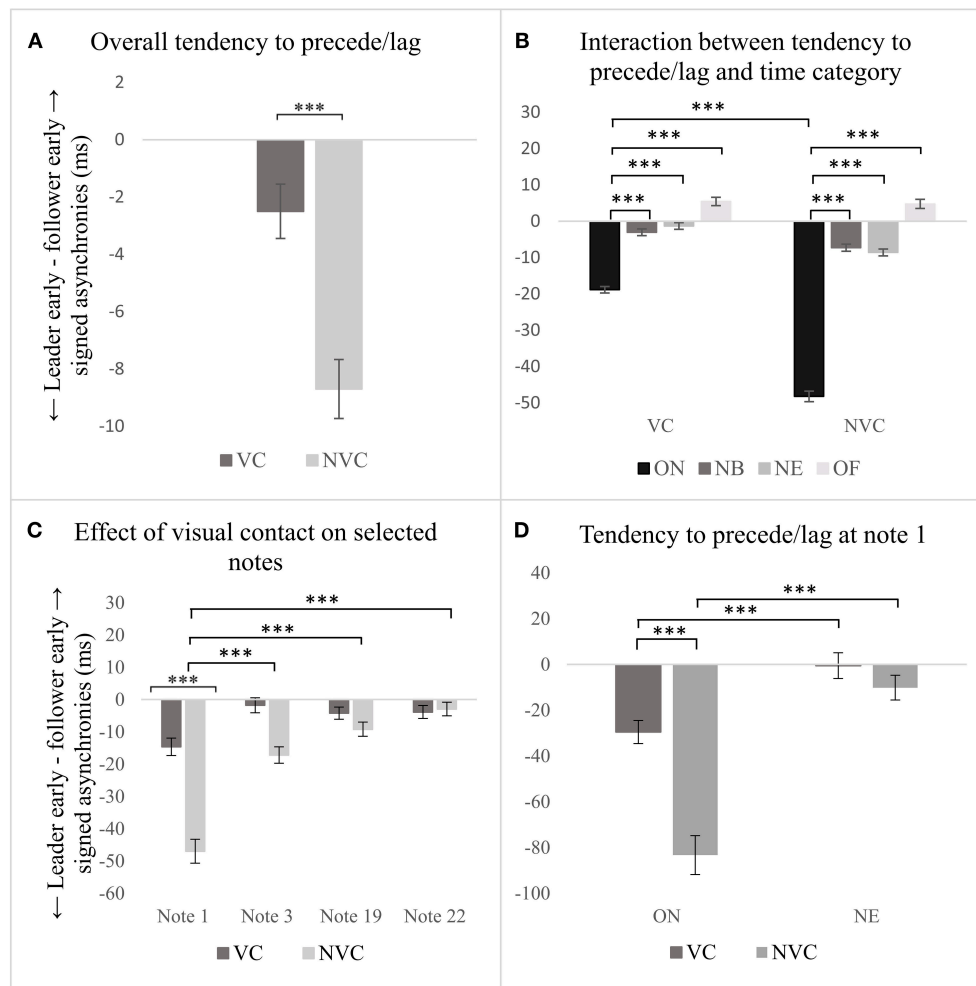 A
Overall tendency to precede/lag
← Leader early - follower early →
signed asynchronies (ms)
2
0
-2
-4
-6
-8
-10
***
VC NVC
B
Interaction between tendency to
precede/lag and time category
30
20
10
0
-10
-20
-30
-40
-50
***
***
***
***
***
***
***
VC NVC
ON NB NE OF
C
Effect of visual contact on selected
notes
← Leader early - follower early →
signed asynchronies (ms)
30
20
10
0
-10
-20
-30
-40
-50
-60
***
***
***
***
Note 1 Note 3 Note 19 Note 22
VC NVC
D
Tendency to precede/lag at note 1
40
20
0
-20
-40
-60
-80
-100
***
***
***
ON NE
VC NVC